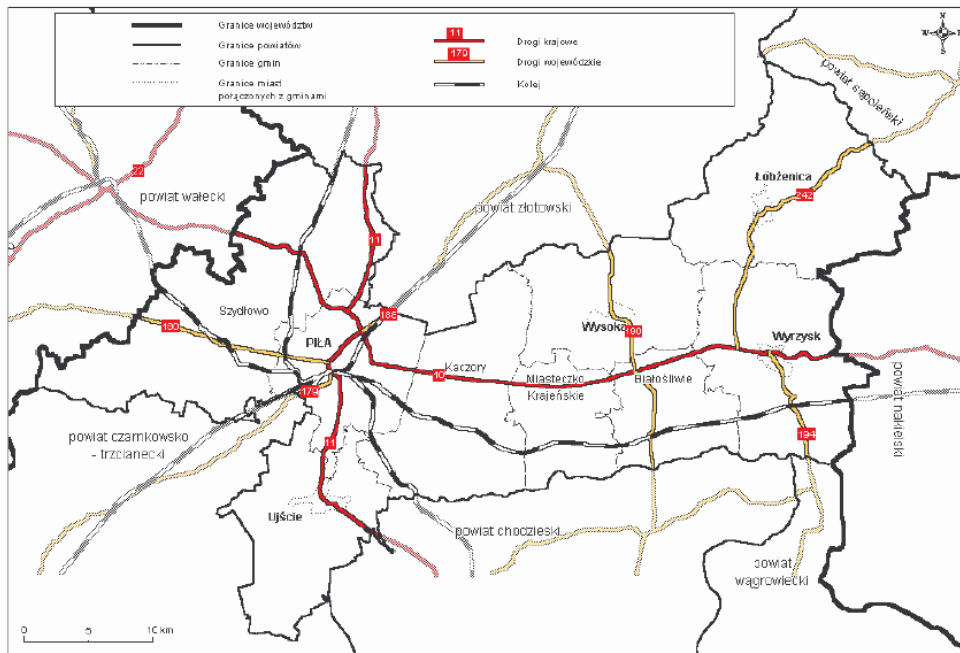 Granice województw
Granice powiatów
Granice gmin
Granice miast
połączonych z gminami
11
Drogi krajowe
170
Drogi wojewódzkie
Kolej
N
W
E
S
powiat sępoleński
22
powiat wałecki
powiat złotowski
Łobżenica
242
11
Szydłowo
188
180
PIŁA
Wysoka
190
Wyrzysk
Kaczory
10
Miasteczko
Krajeńskie
Białośliwie
179
powiat nakielski
powiat czarnkowsko
- trzcianecki
11
194
Ujście
powiat chodzieski
powiat
wągrowiecki
0
5
10 km